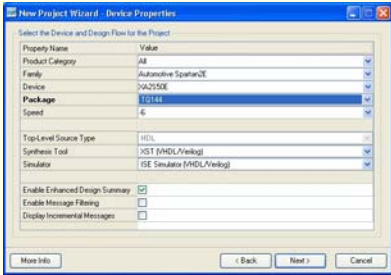 New Project Wizard - Device Properties
Select the Device and Design Flow for the Project
Property Name Value
Product Category All
Family Automotive Spartan2E
Device XA2S50E
Package TQ144
Speed -6
Top-Level Source Type HDL
Synthesis Tool XST (VHDL/Verilog)
Simulator ISE Simulator (VHDL/Verilog)
Enable Enhanced Design Summary
Enable Message Filtering
Display Incremental Messages
More Info < Back Next > Cancel